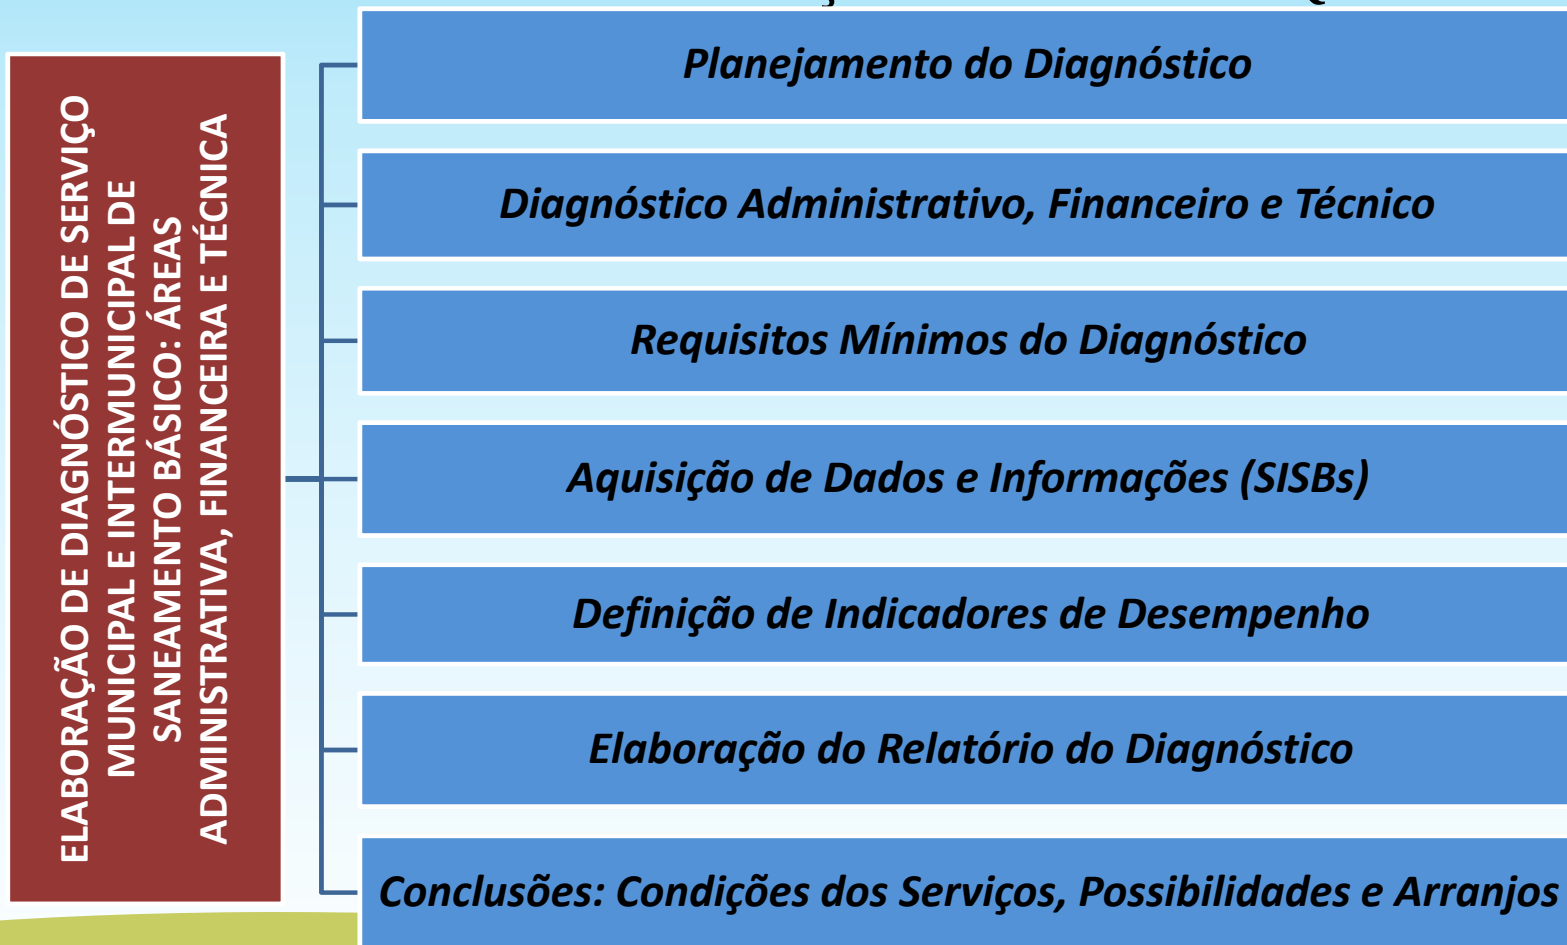 ELABORAÇÃO DE DIAGNÓSTICO DE SERVIÇO
MUNICIPAL E INTERMUNICIPAL DE
SANEAMENTO BÁSICO: ÁREAS
ADMINISTRATIVA, FINANCEIRA E TÉCNICA
Planejamento do Diagnóstico
Diagnóstico Administrativo, Financeiro e Técnico
Requisitos Mínimos do Diagnóstico
Aquisição de Dados e Informações (SISBs)
Definição de Indicadores de Desempenho
Elaboração do Relatório do Diagnóstico
Conclusões: Condições dos Serviços, Possibilidades e Arranjos